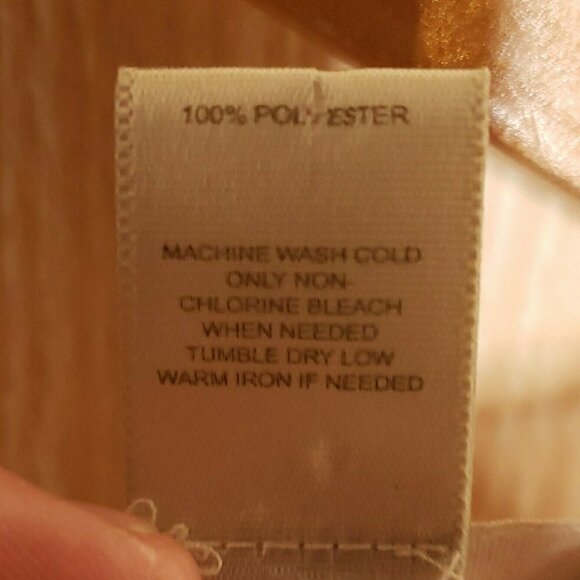 100% POLYESTER
MACHINE WASH COLD
ONLY NON-
CHLORINE BLEACH
WHEN NEEDED
TUMBLE DRY LOW
WARM IRON IF NEEDED